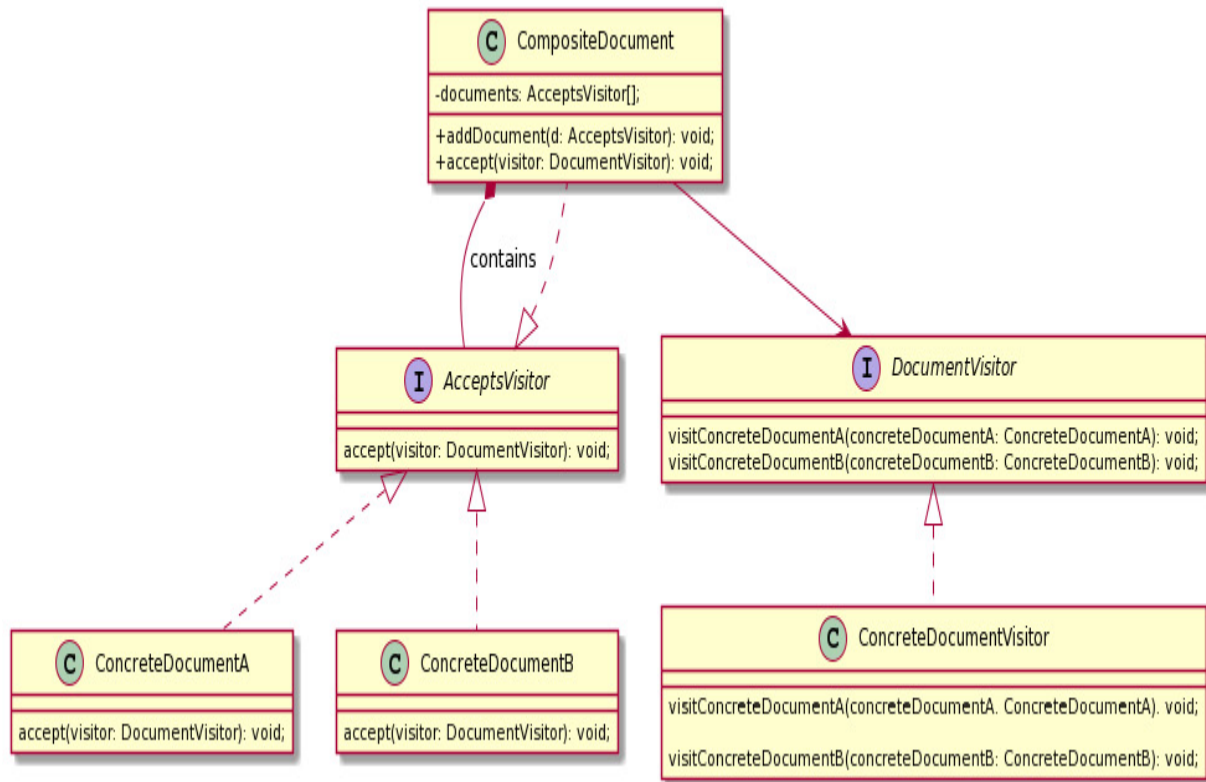 C CompositeDocument
-documents: AcceptsVisitor[];
+addDocument(d: AcceptsVisitor): void;
+accept(visitor: DocumentVisitor): void;
contains
I AcceptsVisitor
accept(visitor: DocumentVisitor): void;
I DocumentVisitor
visitConcreteDocumentA(concreteDocumentA: ConcreteDocumentA): void;
visitConcreteDocumentB(concreteDocumentB: ConcreteDocumentB): void;
C ConcreteDocumentA
accept(visitor: DocumentVisitor): void;
C ConcreteDocumentB
accept(visitor: DocumentVisitor): void;
C ConcreteDocumentVisitor
visitConcreteDocumentA(concreteDocumentA. ConcreteDocumentA). void;
visitConcreteDocumentB(concreteDocumentB: ConcreteDocumentB): void;